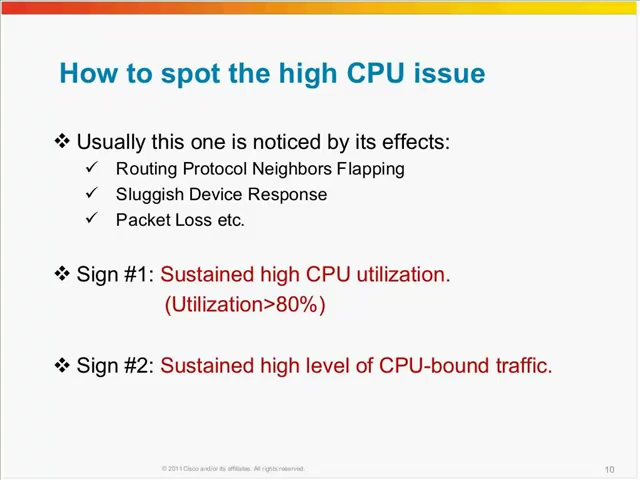 How to spot the high CPU issue
❖ Usually this one is noticed by its effects:
✓ Routing Protocol Neighbors Flapping
✓ Sluggish Device Response
✓ Packet Loss etc.
❖ Sign #1: Sustained high CPU utilization.
(Utilization>80%)
❖ Sign #2: Sustained high level of CPU-bound traffic.
© 2011 Cisco and/or its affiliates. All rights reserved.
10